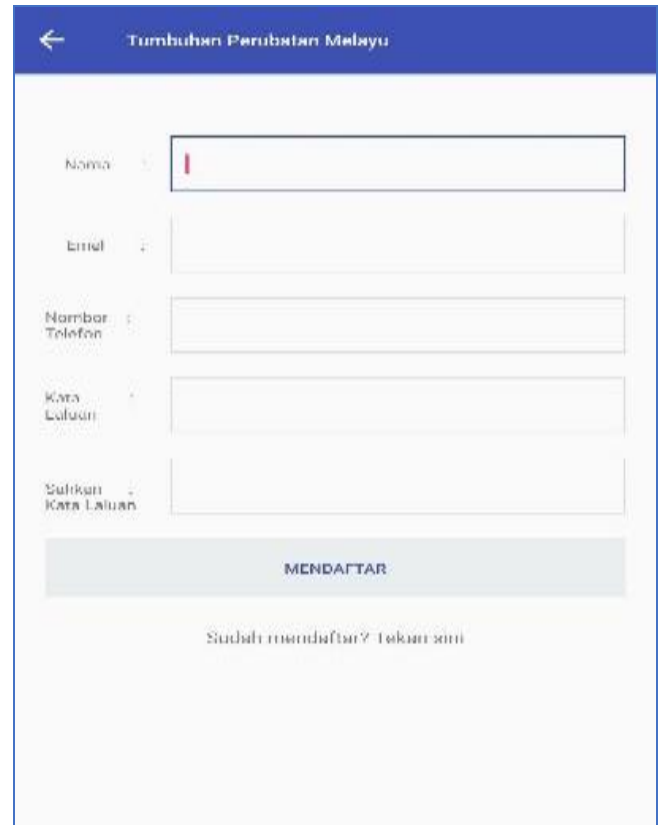 Tumbuhan Perubatan Melayu
Nama :
Emel :
Nombor :
Telefon
Kata :
Laluan
Sahkan :
Kata Laluan
MENDAFTAR
Sudah mendaftar? Tekan sini